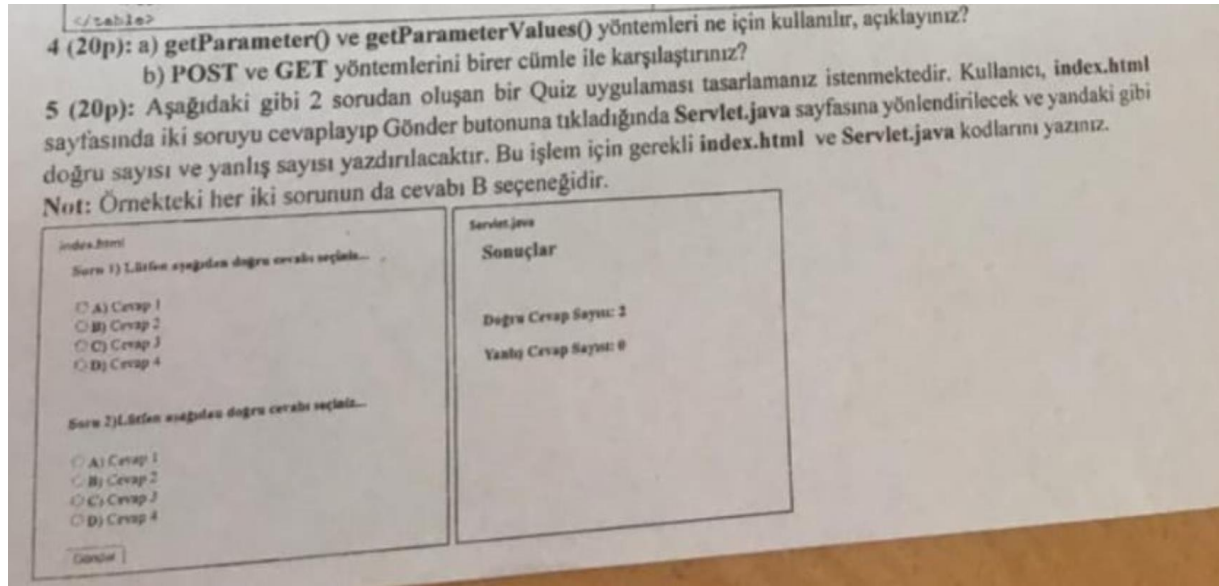 </table>
4 (20p): a) getParameter() ve getParameterValues() yöntemleri ne için kullanılır, açıklayınız?
b) POST ve GET yöntemlerini birer cümle ile karşılaştırınız?
5 (20p): Aşağıdaki gibi 2 sorudan oluşan bir Quiz uygulaması tasarlamanız istenmektedir. Kullanıcı, index.html
sayfasında iki soruyu cevaplayıp Gönder butonuna tıkladığında Servlet.java sayfasına yönlendirilecek ve yandaki gibi
doğru sayısı ve yanlış sayısı yazdırılacaktır. Bu işlem için gerekli index.html ve Servlet.java kodlarını yazınız.
Not: Örnekteki her iki sorunun da cevabı B seçeneğidir.
index.html
Soru 1) Lütfen aşağıdan doğru cevabı seçiniz...
A) Cevap 1
B) Cevap 2
C) Cevap 3
D) Cevap 4
Soru 2)Lütfen aşağıdan doğru cevabı seçiniz...
A) Cevap 1
B) Cevap 2
C) Cevap 3
D) Cevap 4
Gönder
Servlet.java
Sonuçlar
Doğru Cevap Sayısı: 2
Yanlış Cevap Sayısı: 0